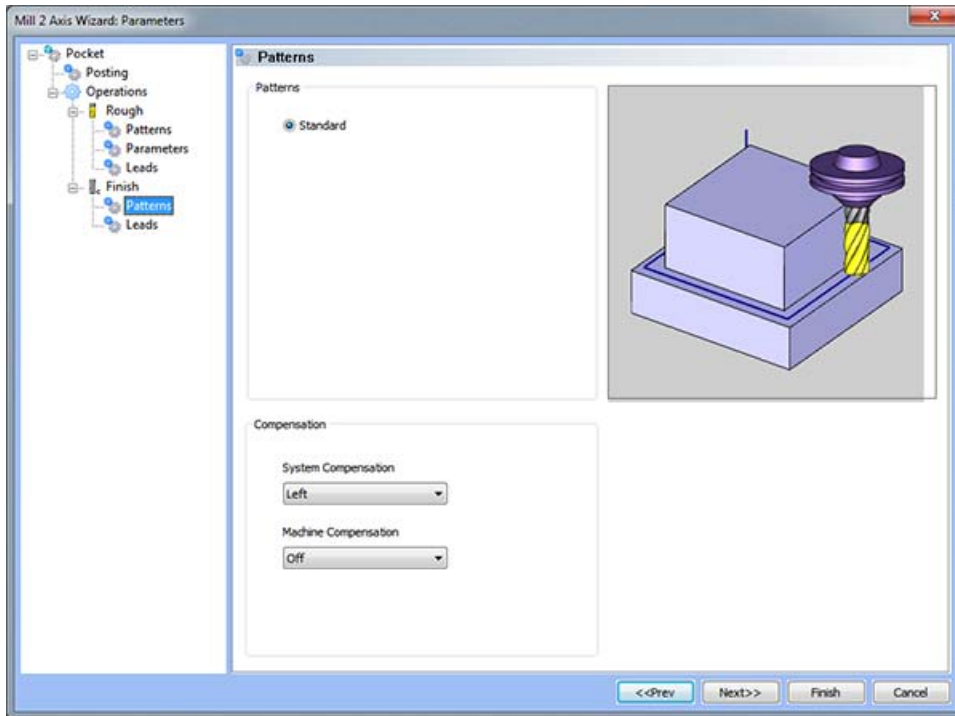 Mill 2 Axis Wizard: Parameters
Pocket
Posting
Operations
Rough
Patterns
Parameters
Leads
Finish
Patterns
Leads
Patterns
Patterns
Standard
Compensation
System Compensation
Left
Machine Compensation
Off
<<Prev
Next>>
Finish
Cancel